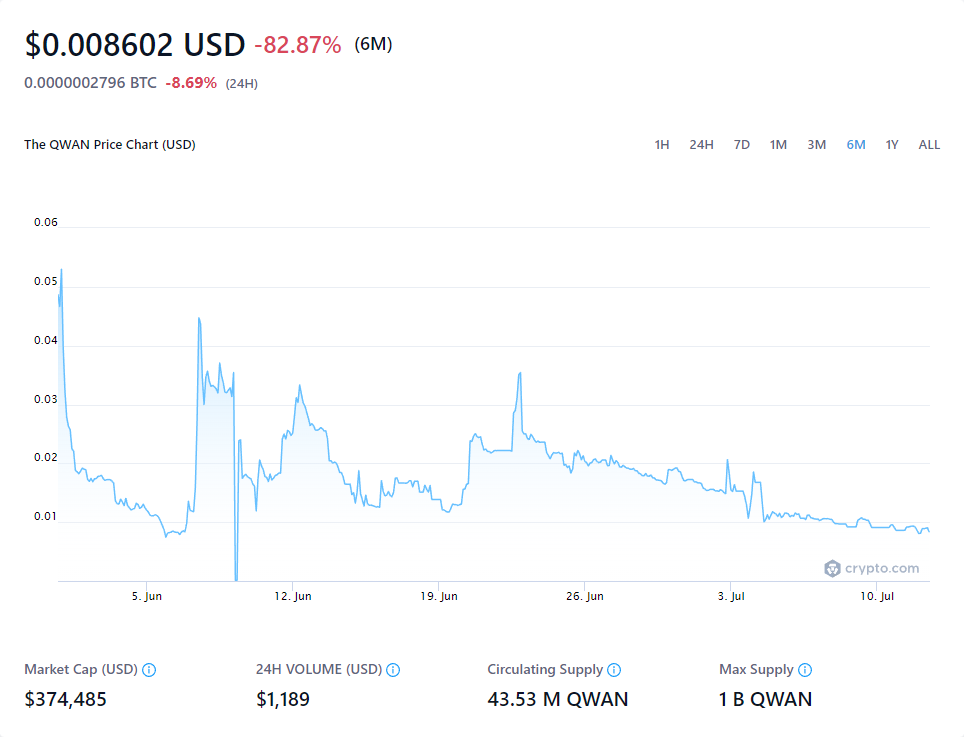 $0.008602 USD -82.87% (6M)
0.0000002796 BTC -8.69% (24H)
The QWAN Price Chart (USD) 1H 24H 7D 1M 3M 6M 1Y ALL
0.06
0.05
0.04
0.03
0.02
0.01
crypto.com
5. Jun 12. Jun 19. Jun 26. Jun 3. Jul 10. Jul
Market Cap (USD) 24H VOLUME (USD) Circulating Supply Max Supply
$374,485 $1,189 43.53 M QWAN 1 B QWAN